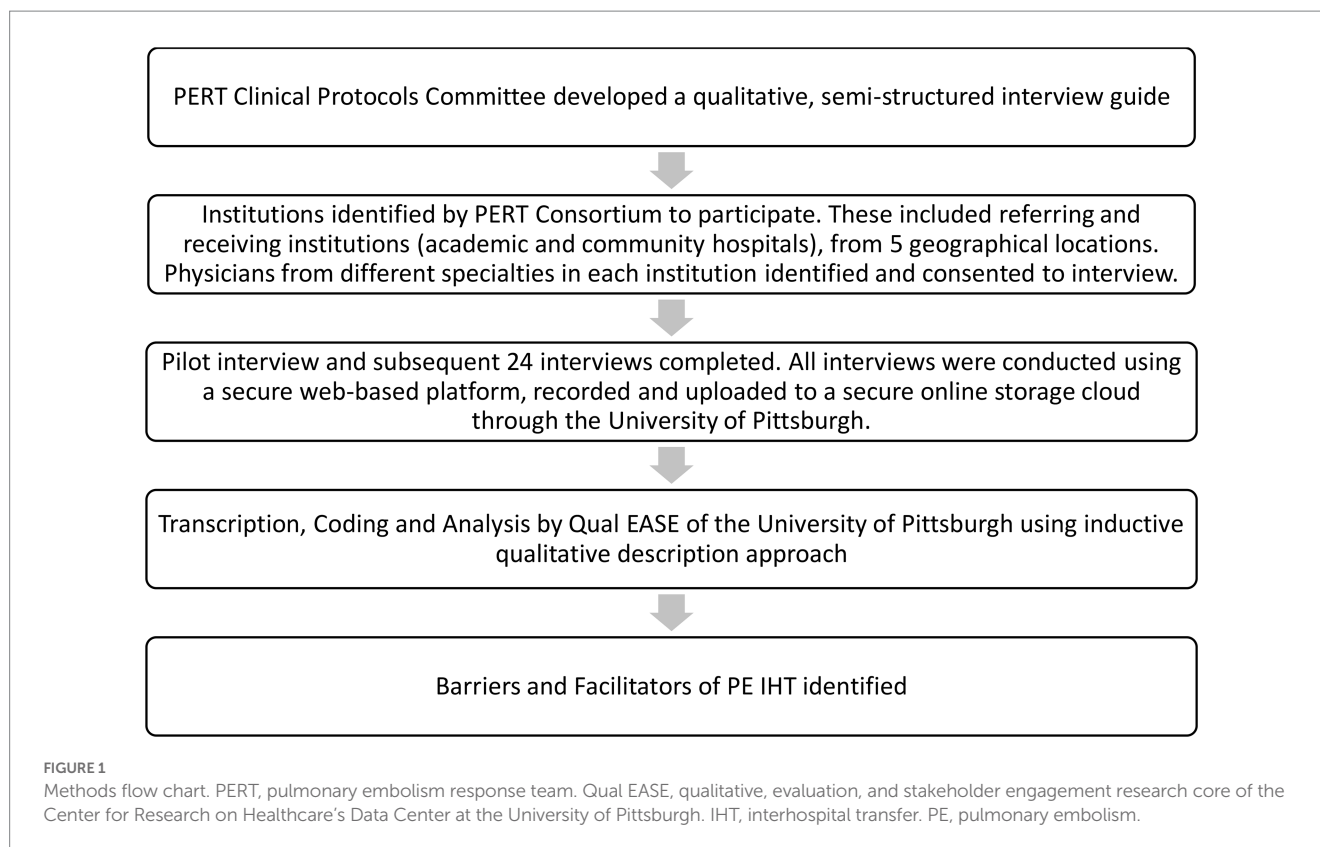 PERT Clinical Protocols Committee developed a qualitative, semi-structured interview guide
Institutions identified by PERT Consortium to participate. These included referring and
receiving institutions (academic and community hospitals), from 5 geographical locations.
Physicians from different specialties in each institution identified and consented to interview.
Pilot interview and subsequent 24 interviews completed. All interviews were conducted using
a secure web-based platform, recorded and uploaded to a secure online storage cloud
through the University of Pittsburgh.
Transcription, Coding and Analysis by Qual EASE of the University of Pittsburgh using inductive
qualitative description approach
Barriers and Facilitators of PE IHT identified
FIGURE 1
Methods flow chart. PERT, pulmonary embolism response team. Qual EASE, qualitative, evaluation, and stakeholder engagement research core of the
Center for Research on Healthcare's Data Center at the University of Pittsburgh. IHT, interhospital transfer. PE, pulmonary embolism.